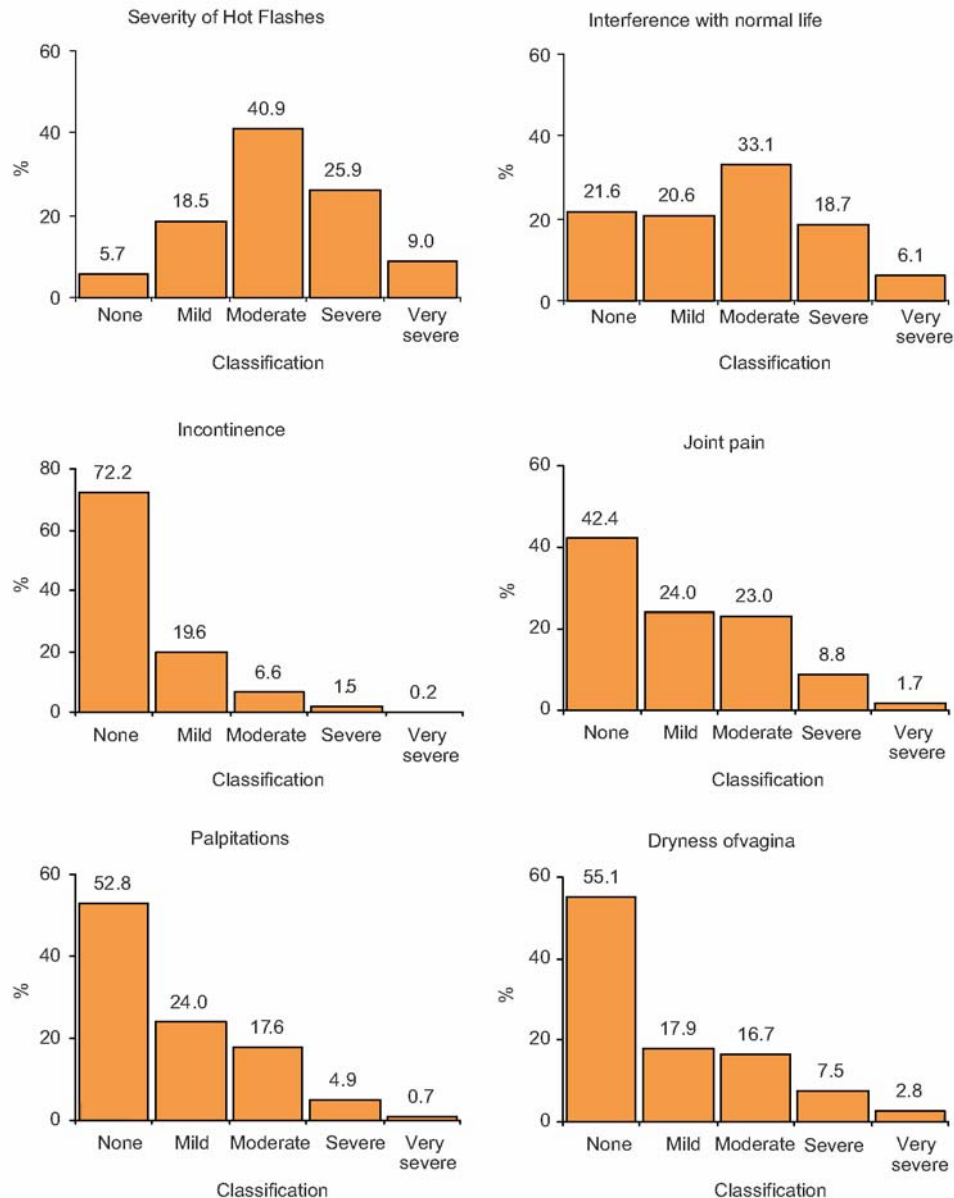 Severity of Hot Flashes
60
40
20
0
%
5.7
18.5
40.9
25.9
9.0
None Mild Moderate Severe Very
severe
Classification
Interference with normal life
60
40
20
0
%
21.6
20.6
33.1
18.7
6.1
None Mild Moderate Severe Very
severe
Classification
Incontinence
80
60
40
20
0
%
72.2
19.6
6.6
1.5
0.2
None Mild Moderate Severe Very
severe
Classification
Joint pain
60
40
20
0
%
42.4
24.0
23.0
8.8
1.7
None Mild Moderate Severe Very
severe
Classification
Palpitations
60
40
20
0
%
52.8
24.0
17.6
4.9
0.7
None Mild Moderate Severe Very
severe
Classification
Dryness ofvagina
60
40
20
0
%
55.1
17.9
16.7
7.5
2.8
None Mild Moderate Severe Very
severe
Classification